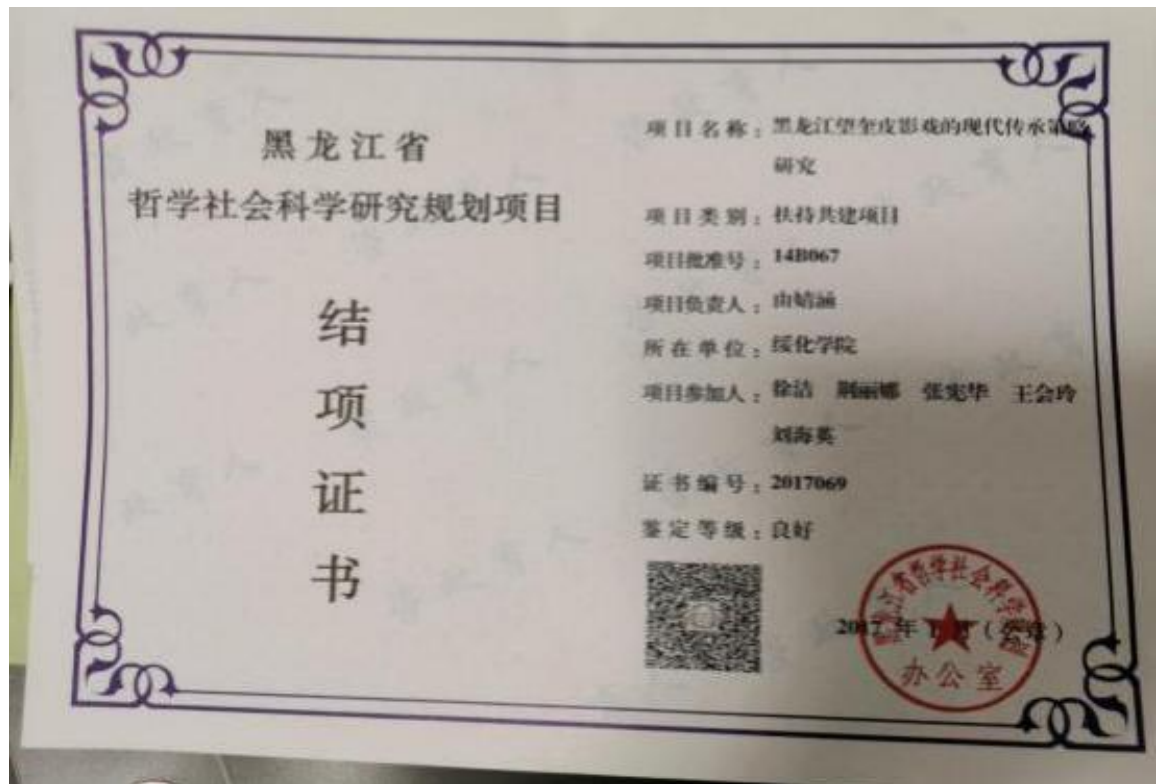 黑龙江省
哲学社会科学研究规划项目
结
项
证
书
项目名称：黑龙江望奎皮影戏的现代传承策略
研究
项目类别：扶持共建项目
项目批准号：14B067
项目负责人：由婧涵
所在单位：绥化学院
项目参加人：徐洁 荆丽娜 张宪华 王会玲
刘海英
证书编号：2017069
鉴定等级：良好
2017 年
办公室